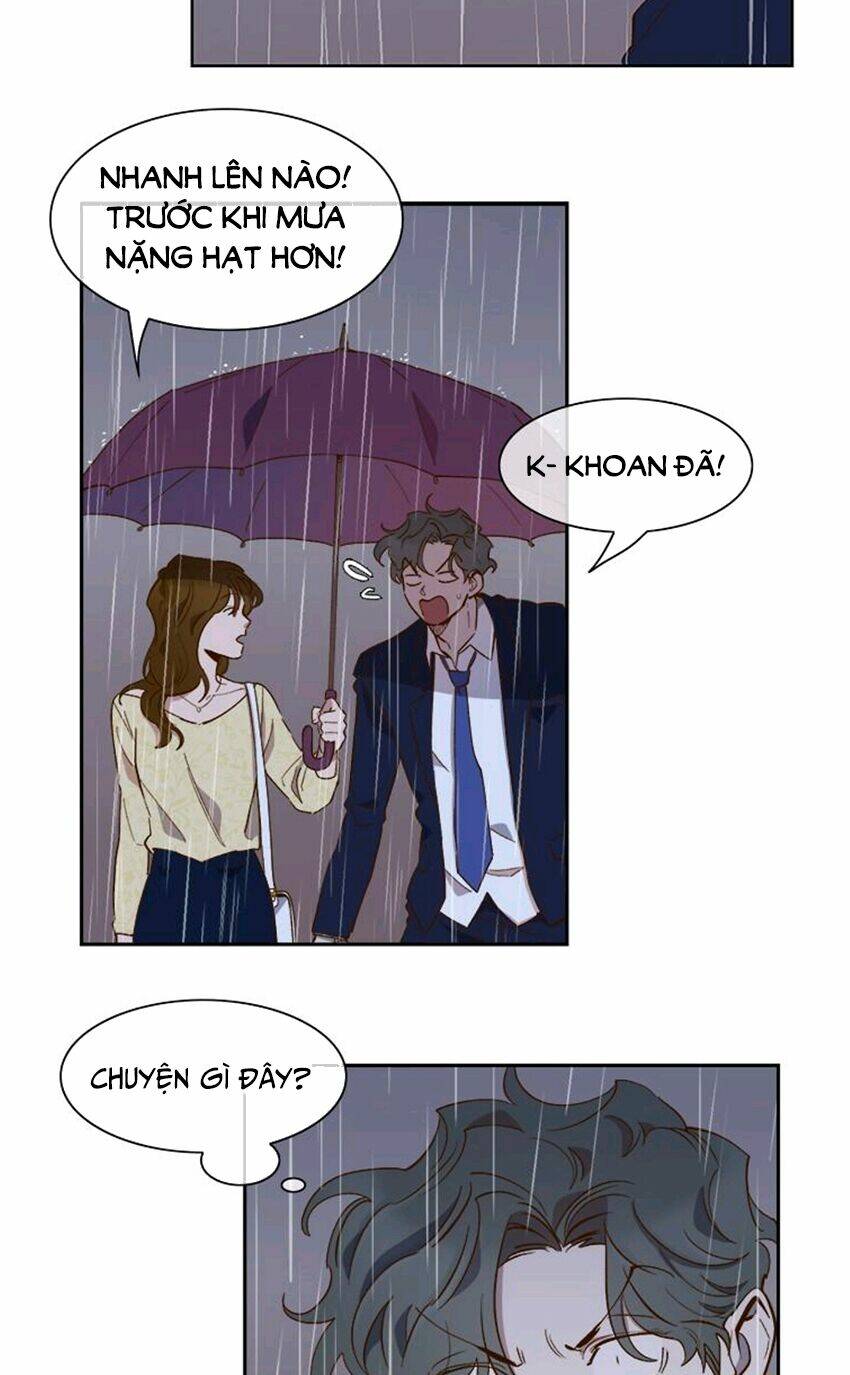 NHANH LÊN NÀO!
TRƯỚC KHI MƯA
NẶNG HẠT HƠN!
K- KHOAN ĐÃ!
CHUYỆN GÌ ĐÂY?